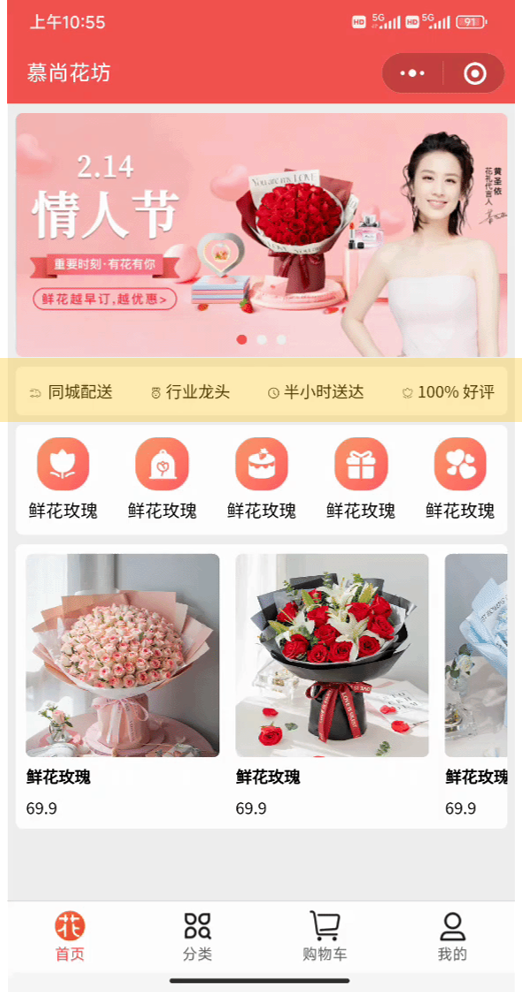 上午10:55
HD 5G HD 5G 91
慕尚花坊
2.14
情人节
重要时刻·有花有你
鲜花越早订,越优惠>
黄圣依
花礼代言人
YOU are my LOVE
同城配送 行业龙头 半小时送达 100% 好评
鲜花玫瑰 鲜花玫瑰 鲜花玫瑰 鲜花玫瑰 鲜花玫瑰
鲜花玫瑰 鲜花玫瑰 鲜花玫瑰
69.9 69.9 69.9
花
首页 分类 购物车 我的